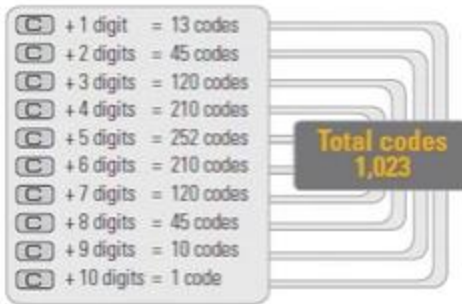 C + 1 digit = 13 codes
C + 2 digits = 45 codes
C + 3 digits = 120 codes
C + 4 digits = 210 codes
C + 5 digits = 252 codes
C + 6 digits = 210 codes
C + 7 digits = 120 codes
C + 8 digits = 45 codes
C + 9 digits = 10 codes
C + 10 digits = 1 code
Total codes
1,023